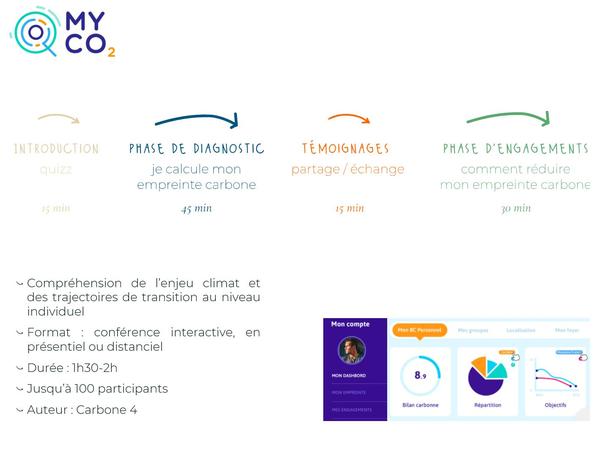 MY
CO2
INTRODUCTION
quizz
15 min
PHASE DE DIAGNOSTIC
je calcule mon
empreinte carbone
45 min
TÉMOIGNAGES
partage / échange
15 min
PHASE D'ENGAGEMENTS
comment réduire
mon empreinte carbone
30 min
Compréhension de l'enjeu climat et
des trajectoires de transition au niveau
individuel
Format : conférence interactive, en
présentiel ou distanciel
Durée : 1h30-2h
Jusqu'à 100 participants
Auteur : Carbone 4
Mon compte
MON DASHBORD
MON EMPREINTE
MES ENGAGEMENTS
Mon BC Personnel
Mes groupes
Localisation
Mon foyer
8.9
Bilan carbone
Répartition
Objectifs